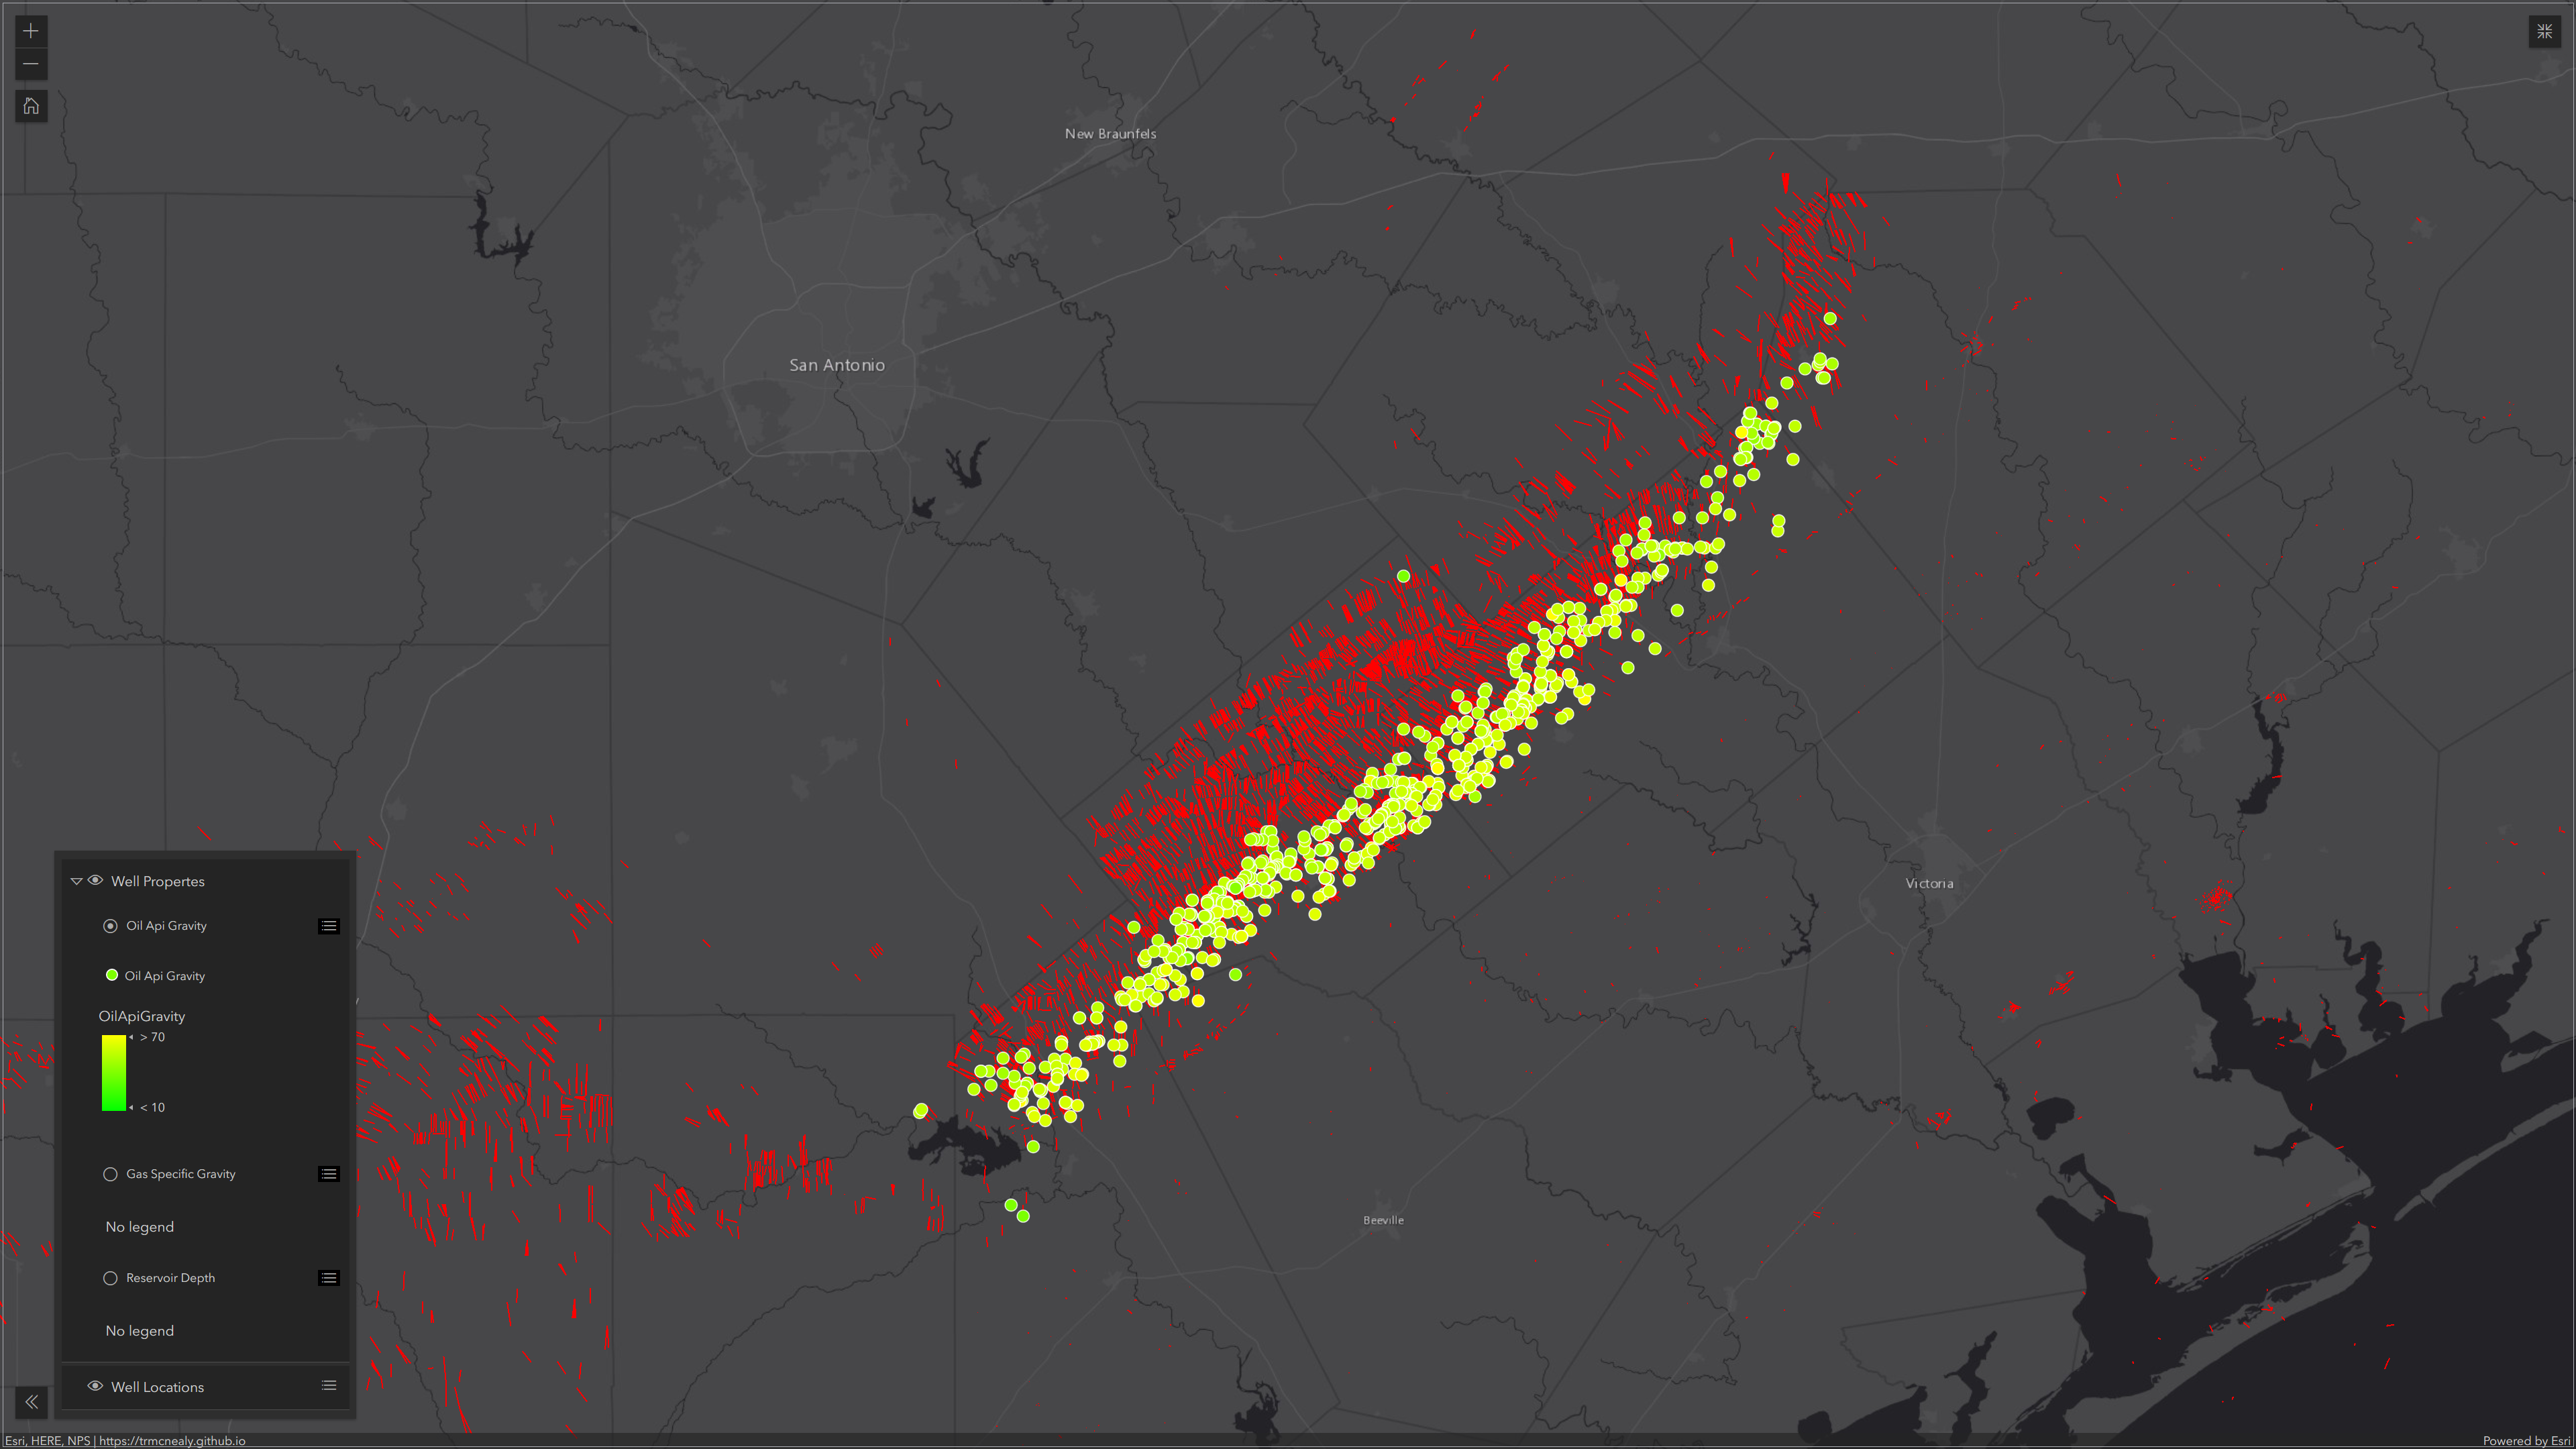 New Braunfels
San Antonio
Victoria
Beeville
Well Propertes
Oil Api Gravity
Oil Api Gravity
OilApiGravity
> 70
< 10
Gas Specific Gravity
No legend
Reservoir Depth
No legend
Well Locations
Esri, HERE, NPS | https://trmcnealy.github.io
Powered by Esri